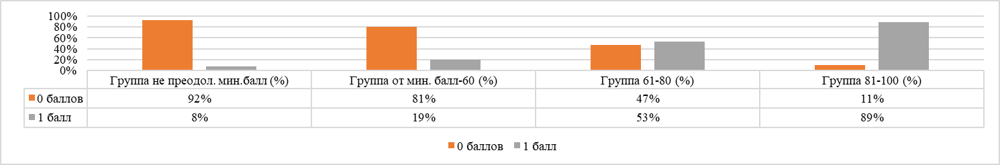 100%
80%
60%
40%
20%
0%
Группа не преодол. мин.балл (%) Группа от мин. балл-60 (%) Группа 61-80 (%) Группа 81-100 (%)
0 баллов 92% 81% 47% 11%
1 балл 8% 19% 53% 89%
0 баллов 1 балл